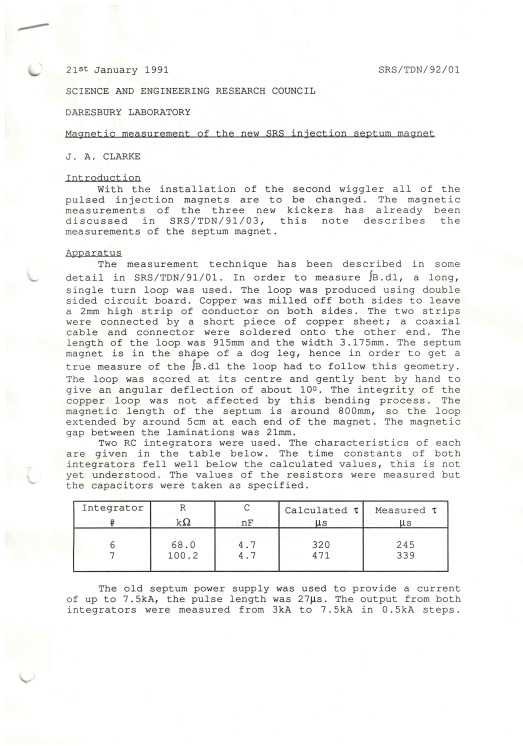 21st January 1991 SRS/TDN/92/01
SCIENCE AND ENGINEERING RESEARCH COUNCIL
DARESBURY LABORATORY
Magnetic measurement of the new SRS injection septum magnet
J. A. CLARKE
Introduction
With the installation of the second wiggler all of the
pulsed injection magnets are to be changed. The magnetic
measurements of the three new kickers has already been
discussed in SRS/TDN/91/03, this note describes the
measurements of the septum magnet.
Apparatus
The measurement technique has been described in some
detail in SRS/TDN/91/01. In order to measure ∫B.dl, a long,
single turn loop was used. The loop was produced using double
sided circuit board. Copper was milled off both sides to leave
a 2mm high strip of conductor on both sides. The two strips
were connected by a short piece of copper sheet; a coaxial
cable and connector were soldered onto the other end. The
length of the loop was 915mm and the width 3.175mm. The septum
magnet is in the shape of a dog leg, hence in order to get a
true measure of the ∫B.dl the loop had to follow this geometry.
The loop was scored at its centre and gently bent by hand to
give an angular deflection of about 10º. The integrity of the
copper loop was not affected by this bending process. The
magnetic length of the septum is around 800mm, so the loop
extended by around 5cm at each end of the magnet. The magnetic
gap between the laminations was 21mm.
Two RC integrators were used. The characteristics of each
are given in the table below. The time constants of both
integrators fell well below the calculated values, this is not
yet understood. The values of the resistors were measured but
the capacitors were taken as specified.
Integrator R C Calculated τ Measured τ
# kΩ nF μs μs
6 68.0 4.7 320 245
7 100.2 4.7 471 339
The old septum power supply was used to provide a current
of up to 7.5kA, the pulse length was 27μs. The output from both
integrators were measured from 3kA to 7.5kA in 0.5kA steps.